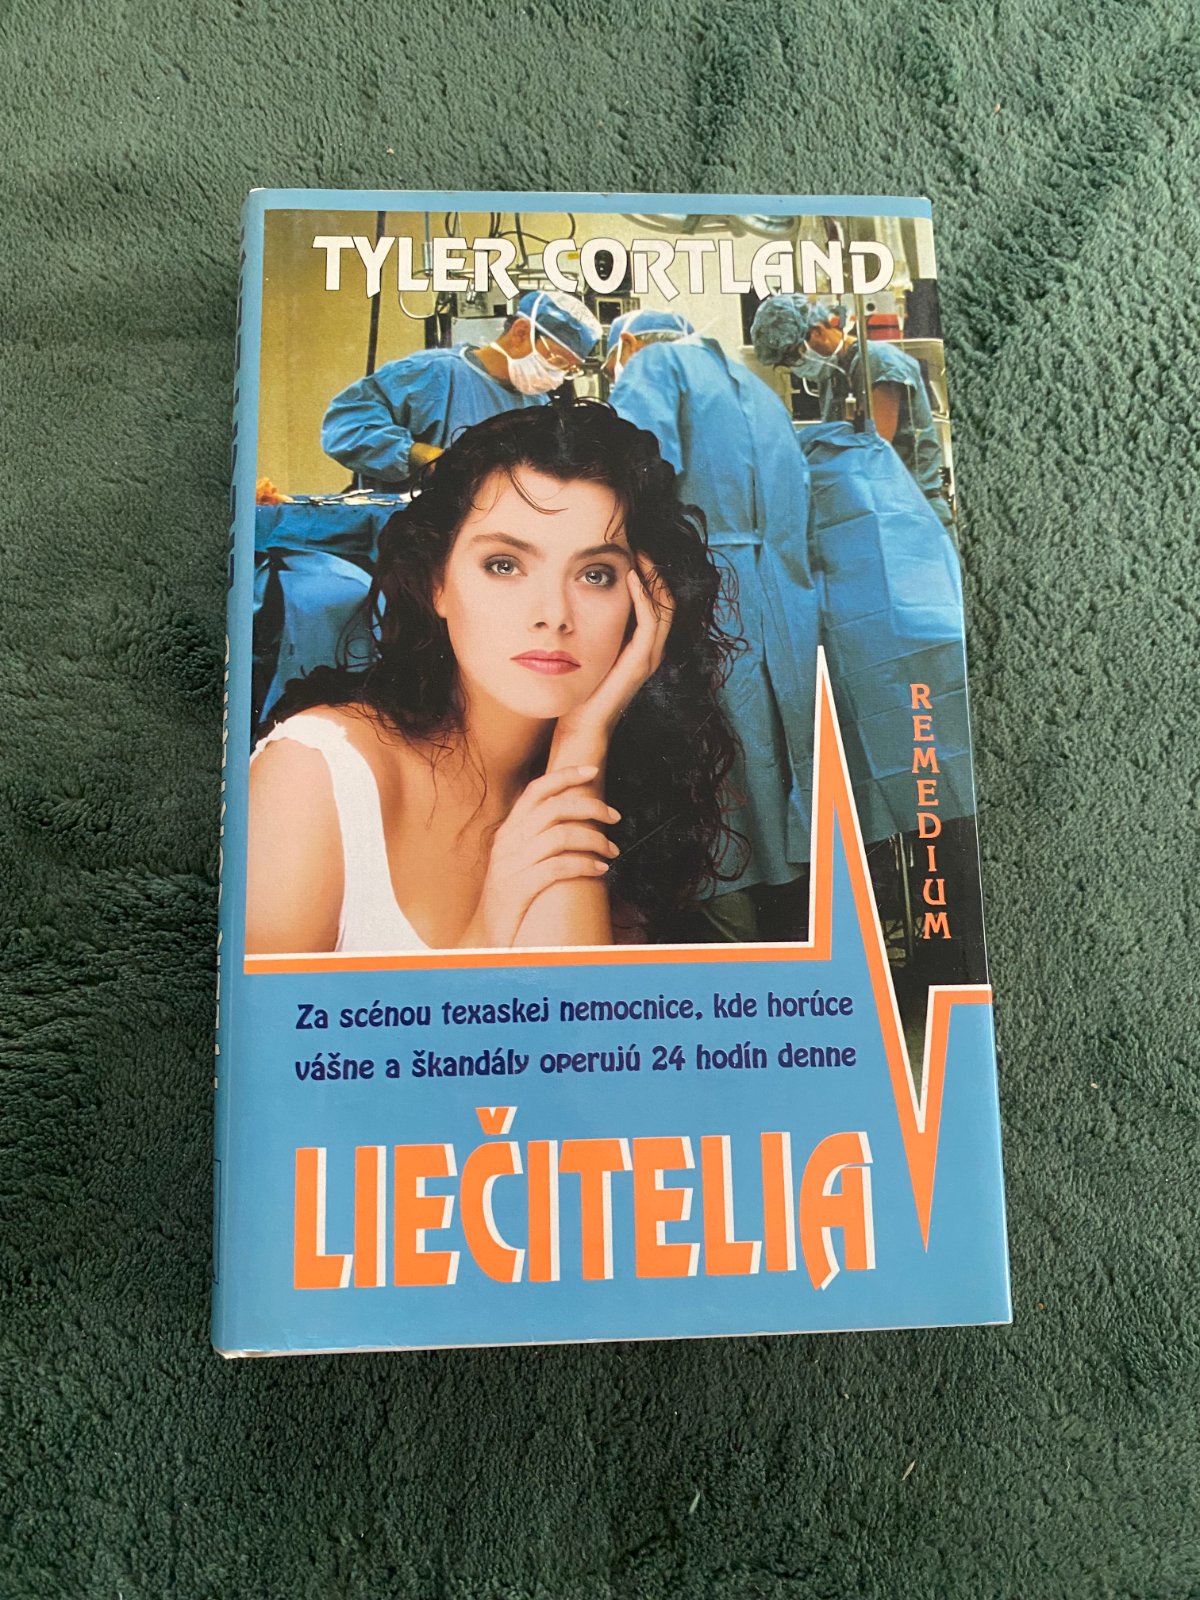 TYLER CORTLAND
REMEDIUM
Za scénou texaskej nemocnice, kde horúce
vášne a škandály operujú 24 hodín denne
LIEČITELIA